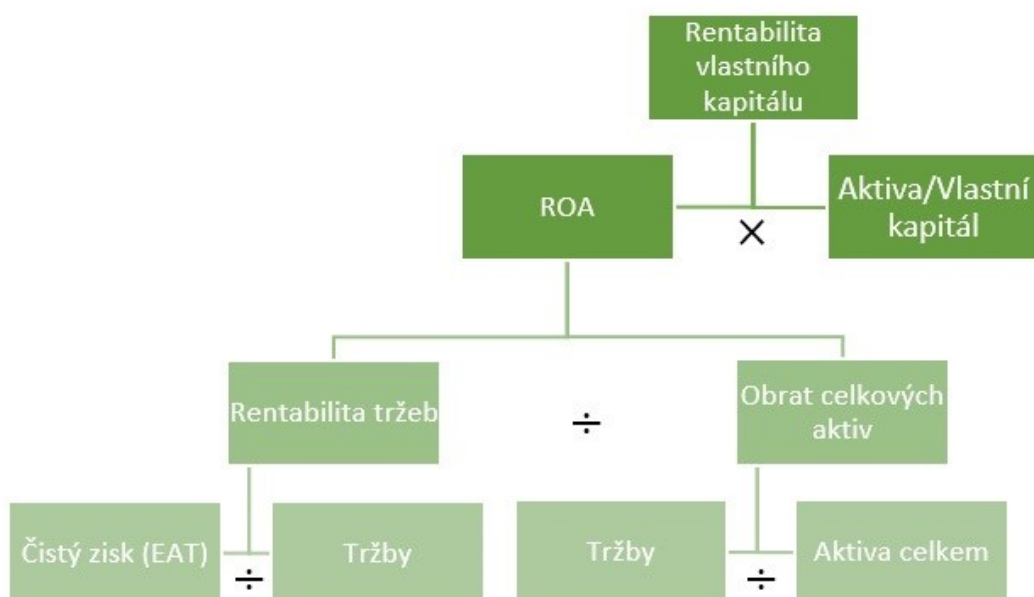 Rentabilita
vlastního
kapitálu
ROA
×
Aktiva/Vlastní
kapitál
Rentabilita tržeb
÷
Obrat celkových
aktiv
Čistý zisk (EAT)
÷
Tržby
Tržby
÷
Aktiva celkem